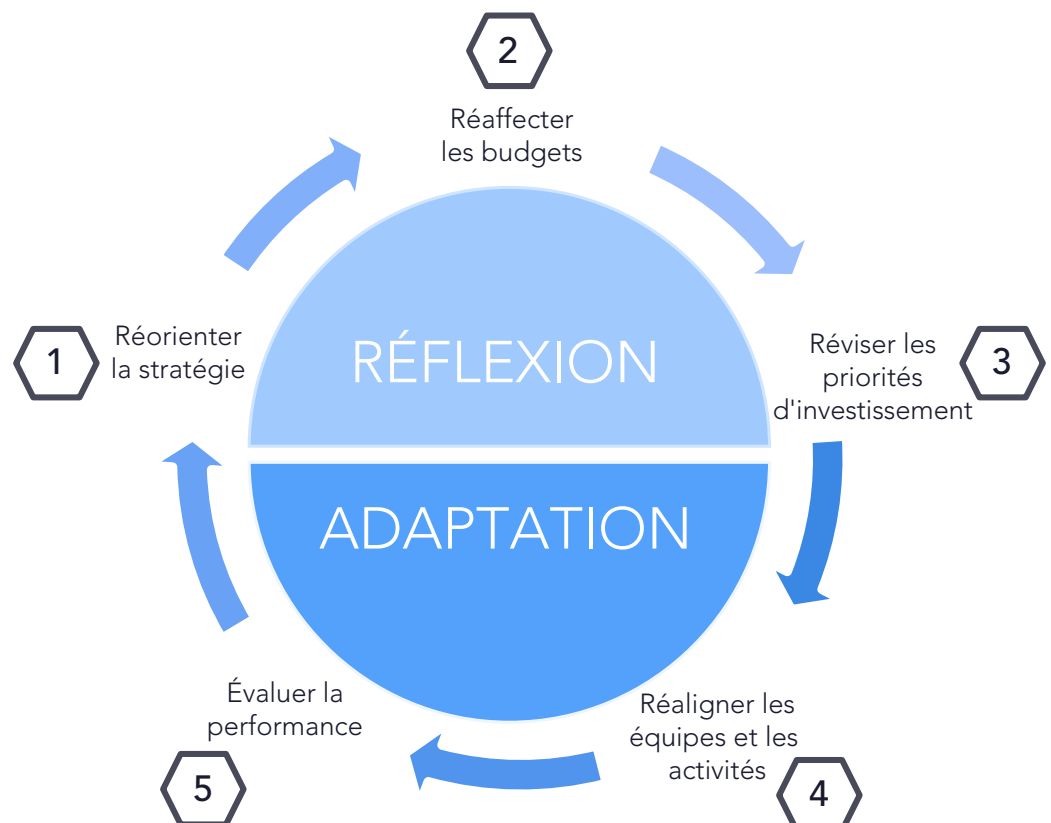 2
Réaffecter
les budgets
1
Réorienter
la stratégie
RÉFLEXION
Réviser les
priorités
d'investissement
3
ADAPTATION
Évaluer la
performance
5
Réaligner les
équipes et les
activités
4